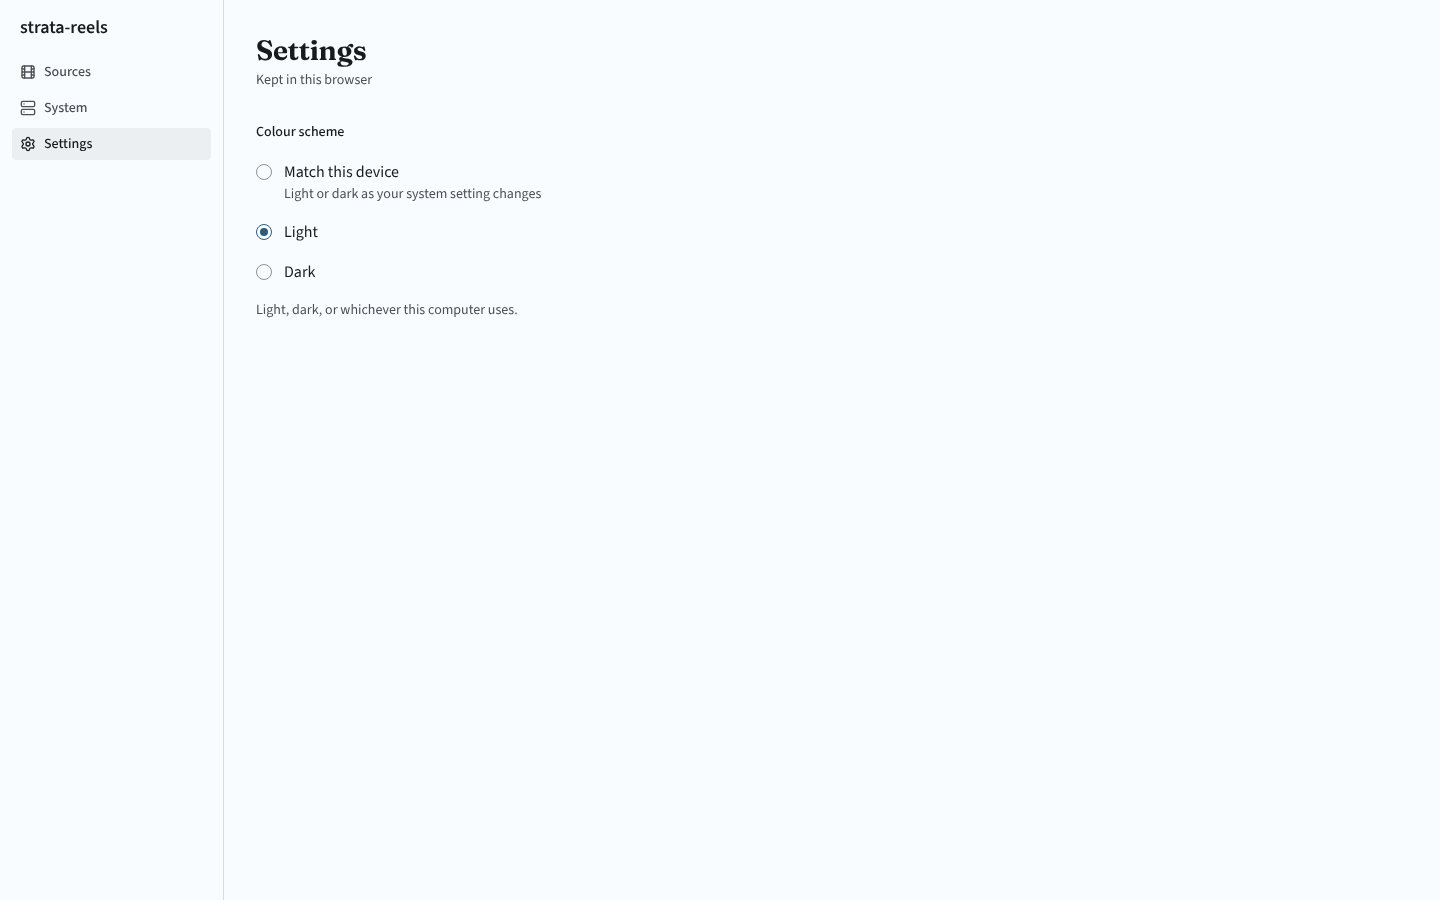 strata-reels
Sources
System
Settings
Settings
Kept in this browser
Colour scheme
Match this device
Light or dark as your system setting changes
Light
Dark
Light, dark, or whichever this computer uses.